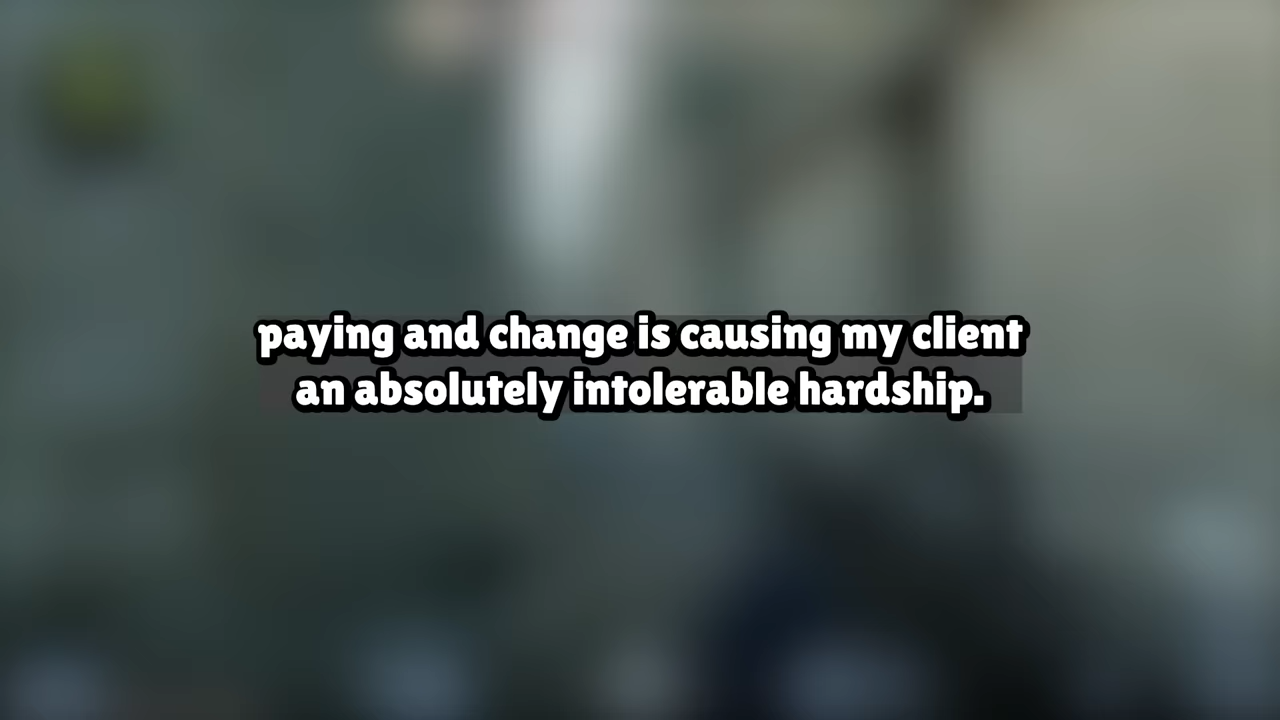 paying and change is causing my client
an absolutely intolerable hardship.